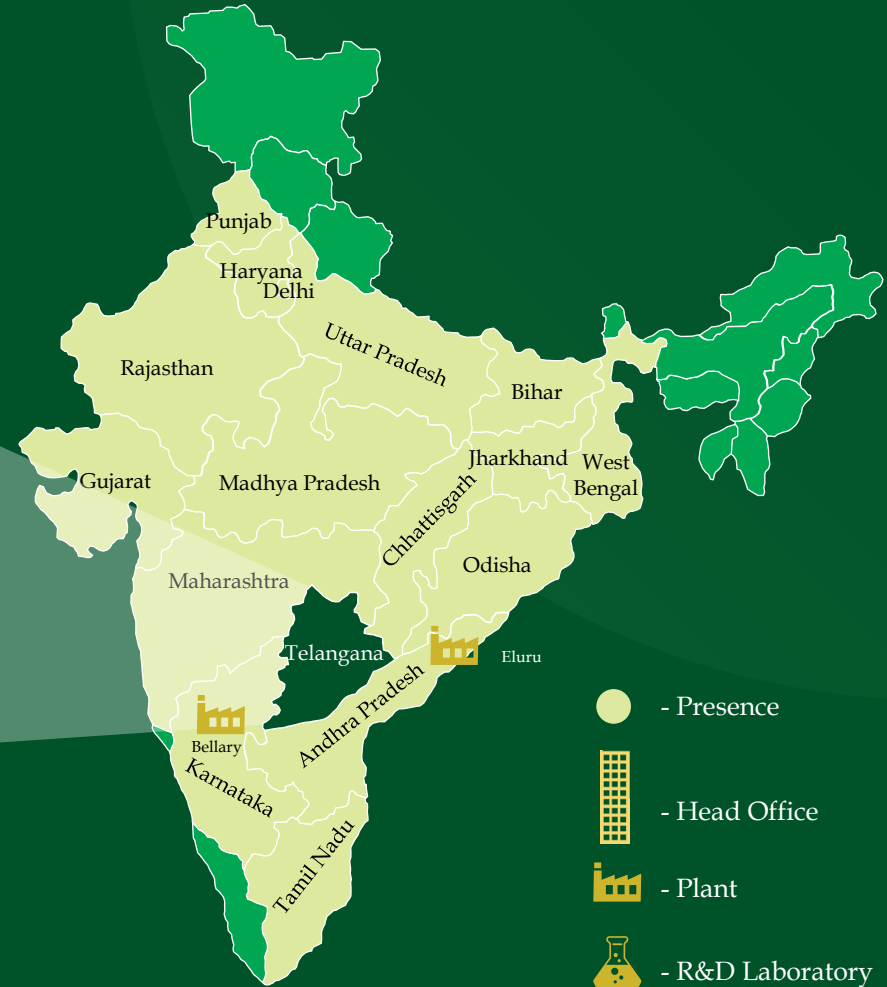 Punjab
Haryana
Delhi
Uttar Pradesh
Rajasthan
Bihar
Jharkhand
West
Bengal
Gujarat
Madhya Pradesh
Chhattisgarh
Odisha
Maharashtra
Telangana
Eluru
Andhra Pradesh
Bellary
Karnataka
Tamil Nadu
- Presence
- Head Office
- Plant
- R&D Laboratory